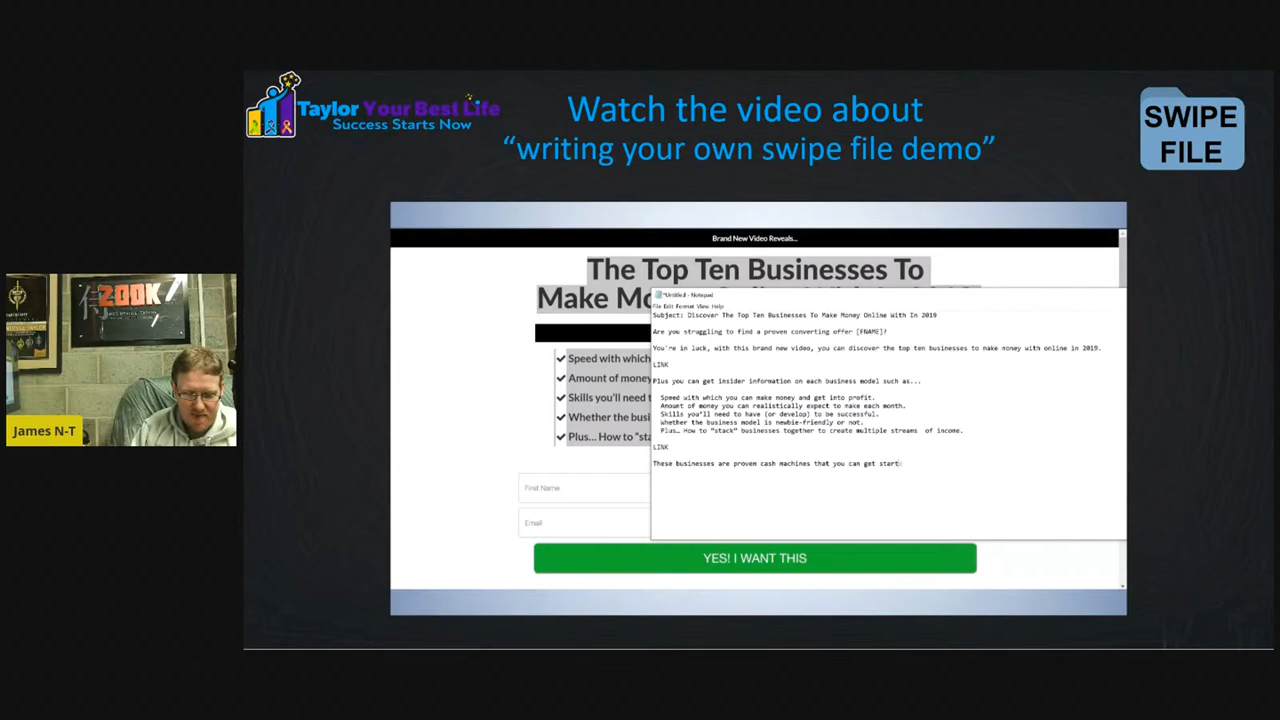 Taylor Your Best Life
Success Starts Now
Watch the video about
“writing your own swipe file demo”
SWIPE
FILE
Brand New Video Reveals...
The Top Ten Businesses To
Make Mo
Speed with which
Amount of money
Skills you'll need t
Whether the busi
Plus... How to "sta
First Name
Email
YES! I WANT THIS
*Untitled - Notepad
File Edit Format View Help
Subject: Discover The Top Ten Businesses To Make Money Online With In 2019
Are you struggling to find a proven converting offer [FNAME]?
You're in lack, with this brand new video, you can discover the top ten businesses to make money with online in 2019.
LINK
Plus you can get insider information on each business model such as...
Speed with which you can make money and get into profit.
Amount of money you can realistically expect to make each month.
Skills you'll need to have (or develop) to be successful.
Whether the business model is newbie-friendly or not.
Plus… How to "stack" businesses together to create multiple streams of income.
LINK
These businesses are proven cash machines that you can get start
200K
James N-T